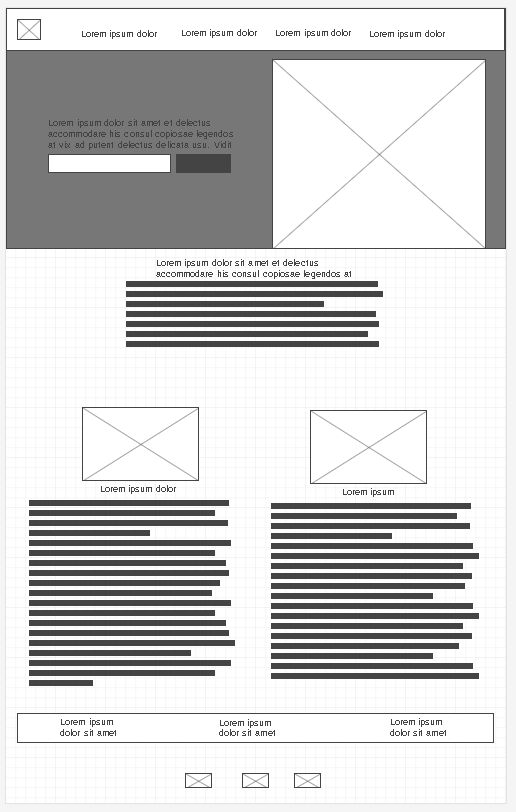 Lorem ipsum dolor
Lorem ipsum dolor
Lorem ipsum dolor
Lorem ipsum dolor
Lorem ipsum dolor sit amet et delectus
accommodare his consul copiosae legendos
at vix ad putent delectus delicata usu. Vidit
Lorem ipsum dolor sit amet et delectus
accommodare his consul copiosae legendos at
Lorem ipsum dolor
Lorem ipsum
Lorem ipsum
dolor sit amet
Lorem ipsum
dolor sit amet
Lorem ipsum
dolor sit amet